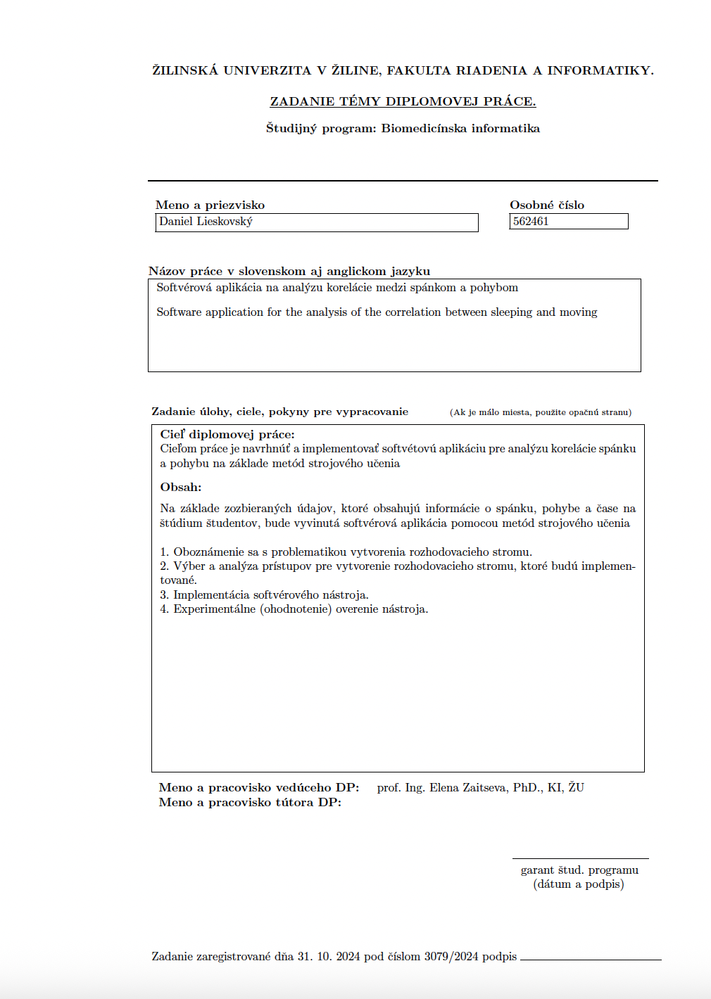 ŽILINSKÁ UNIVERZITA V ŽILINE, FAKULTA RIADENIA A INFORMATIKY.
ZADANIE TÉMY DIPLOMOVEJ PRÁCE.
Študijný program: Biomedicínska informatika
Meno a priezvisko
Osobné číslo
Daniel Lieskovský
562461
Názov práce v slovenskom aj anglickom jazyku
Softvérová aplikácia na analýzu korelácie medzi spánkom a pohybom
Software application for the analysis of the correlation between sleeping and moving
Zadanie úlohy, ciele, pokyny pre vypracovanie (Ak je málo miesta, použite opačnú stranu)
Cieľ diplomovej práce:
Cieľom práce je navrhnúť a implementovať softvétovú aplikáciu pre analýzu korelácie spánku
a pohybu na základe metód strojového učenia
Obsah:
Na základe zozbieraných údajov, ktoré obsahujú informácie o spánku, pohybe a čase na
štúdium študentov, bude vyvinutá softvérová aplikácia pomocou metód strojového učenia
1. Oboznámenie sa s problematikou vytvorenia rozhodovacieho stromu.
2. Výber a analýza prístupov pre vytvorenie rozhodovacieho stromu, ktoré budú implemen-
tované.
3. Implementácia softvérového nástroja.
4. Experimentálne (ohodnotenie) overenie nástroja.
Meno a pracovisko vedúceho DP: prof. Ing. Elena Zaitseva, PhD., KI, ŽU
Meno a pracovisko tútora DP:
garant štud. programu
(dátum a podpis)
Zadanie zaregistrované dňa 31. 10. 2024 pod číslom 3079/2024 podpis